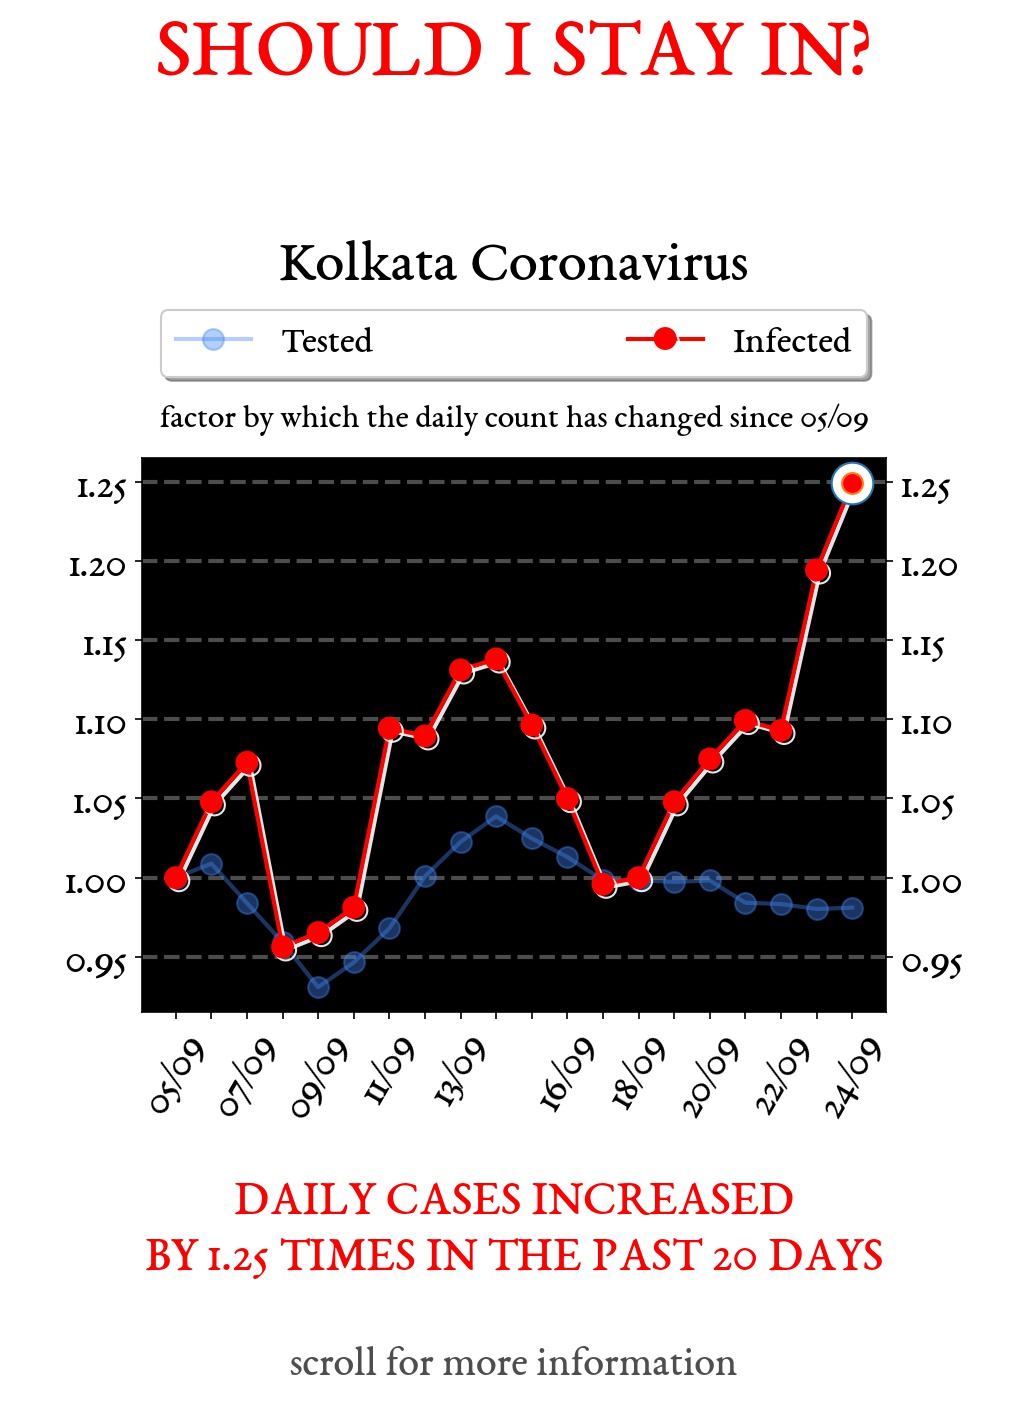 SHOULD I STAY IN?
Kolkata Coronavirus
Tested Infected
factor by which the daily count has changed since 05/09
1.25 1.25
1.20 1.20
1.15 1.15
1.10 1.10
1.05 1.05
1.00 1.00
0.95 0.95
05/09 07/09 09/09 11/09 13/09 16/09 18/09 20/09 22/09 24/09
DAILY CASES INCREASED
BY 1.25 TIMES IN THE PAST 20 DAYS
scroll for more information